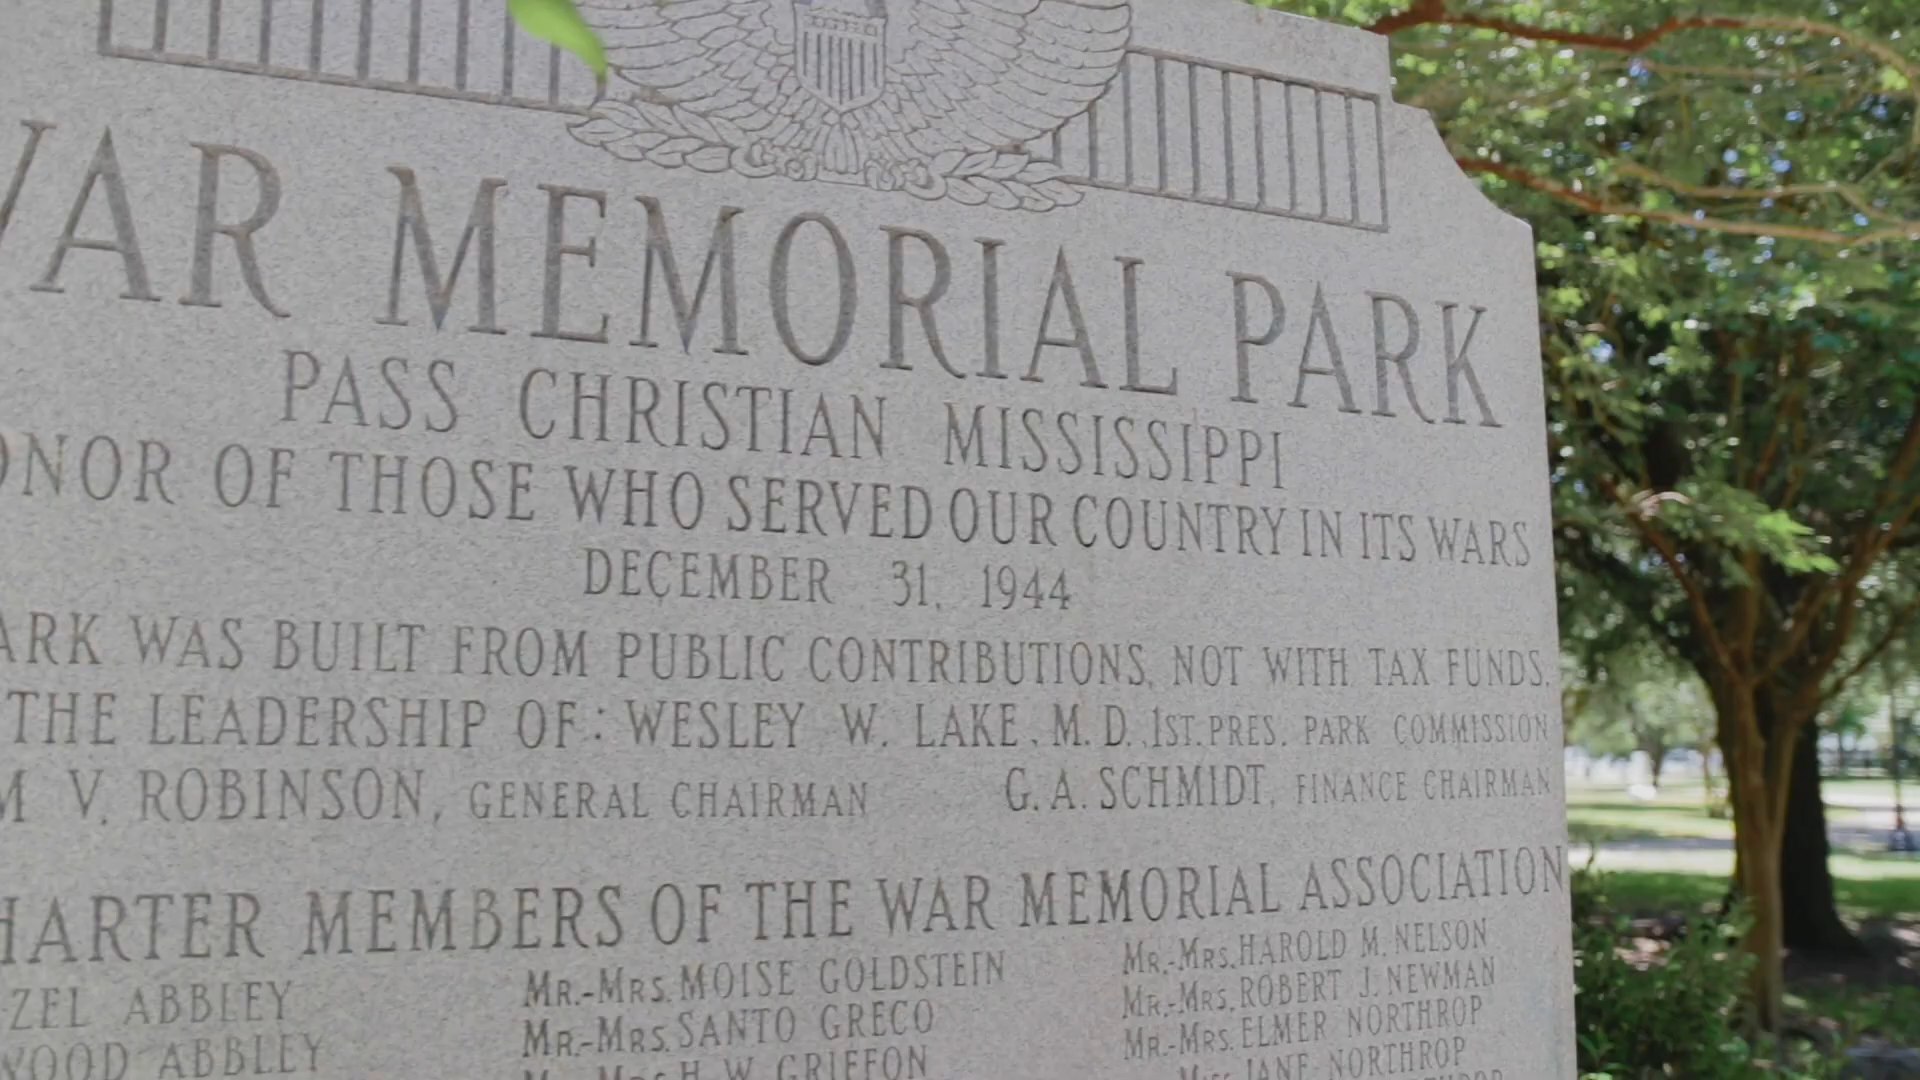 WAR MEMORIAL PARK
PASS CHRISTIAN MISSISSIPPI
ONOR OF THOSE WHO SERVED OUR COUNTRY IN ITS WARS
DECEMBER 31, 1944
ARK WAS BUILT FROM PUBLIC CONTRIBUTIONS, NOT WITH TAX FUNDS.
THE LEADERSHIP OF: WESLEY W. LAKE, M.D., 1ST. PRES. PARK COMMISSION
M V. ROBINSON, GENERAL CHAIRMAN G. A. SCHMIDT, FINANCE CHAIRMAN
HARTER MEMBERS OF THE WAR MEMORIAL ASSOCIATION
ZEL ABBLEY
WOOD ABBLEY
MR.-MRS. MOISE GOLDSTEIN
MR.-MRS. SANTO GRECO
MR.-MRS. H. W. GRIFFON
MR.-MRS. HAROLD M. NELSON
MR.-MRS. ROBERT J. NEWMAN
MR.-MRS. ELMER NORTHROP
MISS JANE NORTHROP